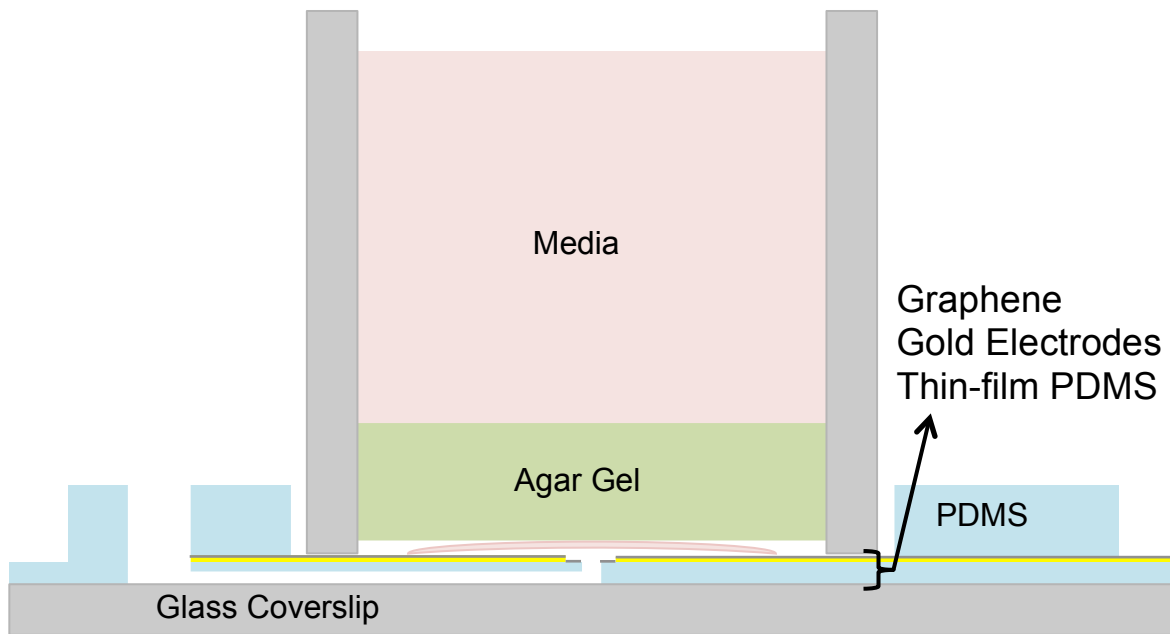 Media
Graphene
Gold Electrodes
Thin-film PDMS
Agar Gel
PDMS
Glass Coverslip